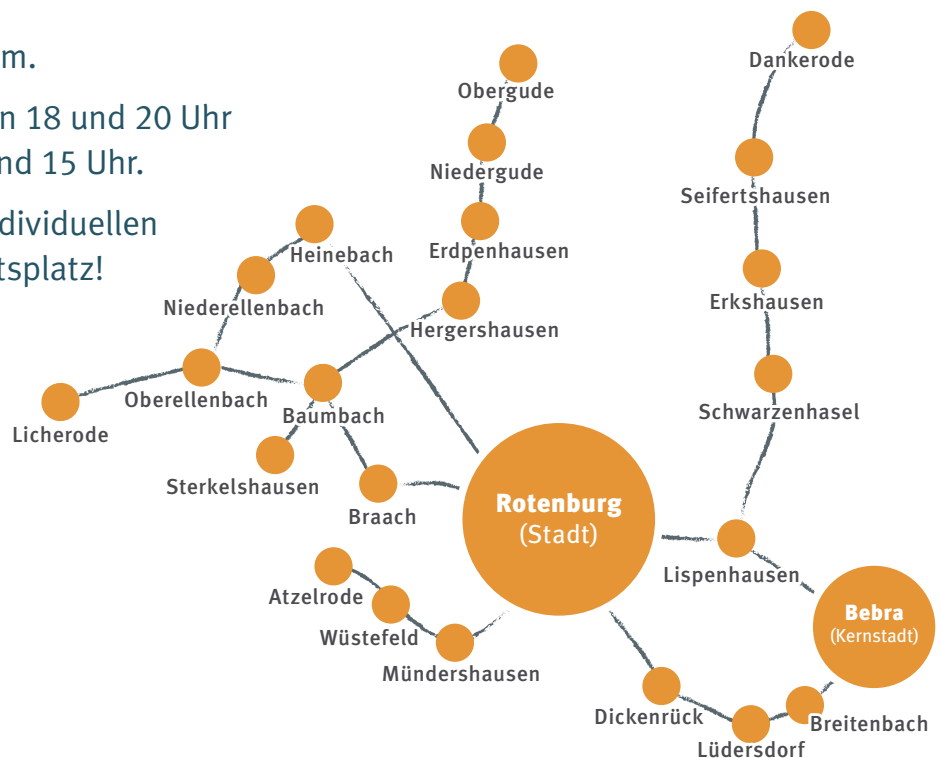 m.
n 18 und 20 Uhr
nd 15 Uhr.
dividuellen
tsplatz!
Dankerode
Obergude
Niedergude
Seifertshausen
Heinebach
Erdpenhausen
Niederellenbach
Erkshausen
Hergershausen
Oberellenbach
Baumbach
Schwarzenhasel
Licherode
Sterkelshausen
Braach
Rotenburg
(Stadt)
Lispenhausen
Atzelrode
Bebra
(Kernstadt)
Wüstefeld
Mündershausen
Dickenrück
Breitenbach
Lüdersdorf